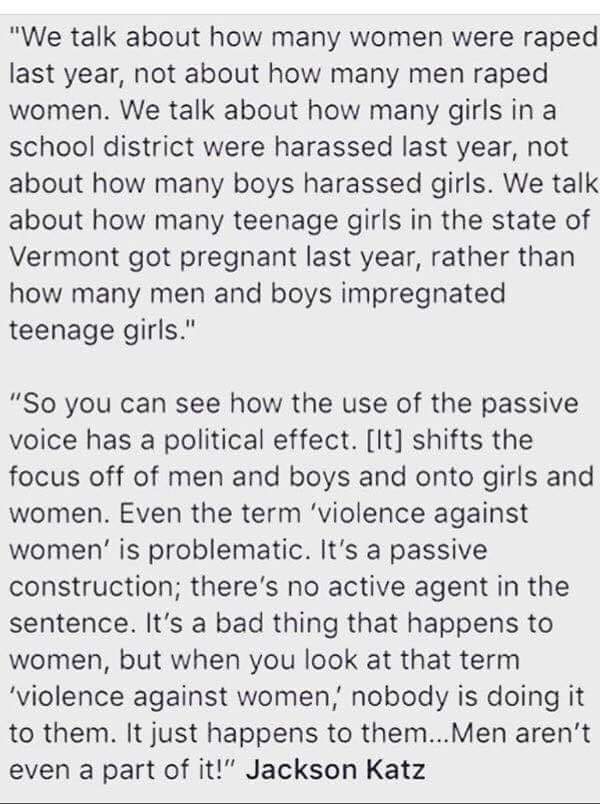 "We talk about how many women were raped
last year, not about how many men raped
women. We talk about how many girls in a
school district were harassed last year, not
about how many boys harassed girls. We talk
about how many teenage girls in the state of
Vermont got pregnant last year, rather than
how many men and boys impregnated
teenage girls."
"So you can see how the use of the passive
voice has a political effect. [It] shifts the
focus off of men and boys and onto girls and
women. Even the term ‘violence against
women’ is problematic. It’s a passive
construction; there’s no active agent in the
sentence. It’s a bad thing that happens to
women, but when you look at that term
‘violence against women,’ nobody is doing it
to them. It just happens to them...Men aren’t
even a part of it!” Jackson Katz